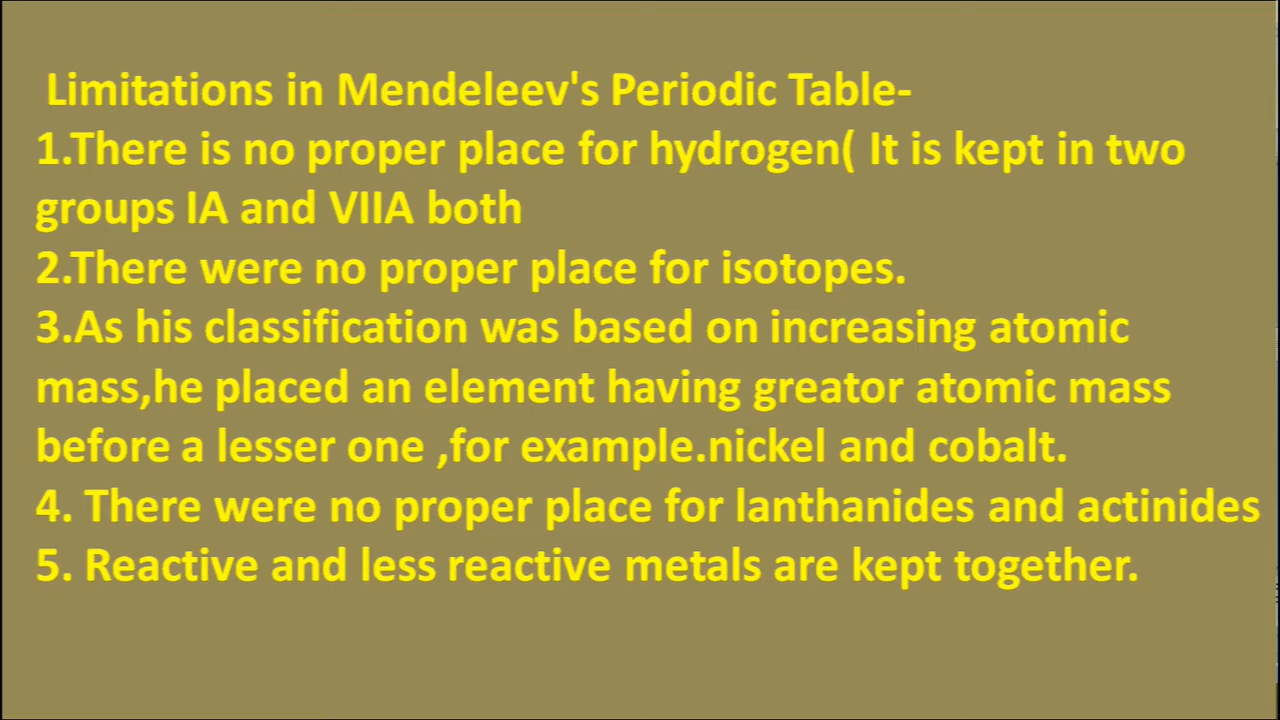 Limitations in Mendeleev's Periodic Table-
1.There is no proper place for hydrogen( It is kept in two
groups IA and VIIA both
2.There were no proper place for isotopes.
3.As his classification was based on increasing atomic
mass,he placed an element having greator atomic mass
before a lesser one ,for example.nickel and cobalt.
4. There were no proper place for lanthanides and actinides
5. Reactive and less reactive metals are kept together.